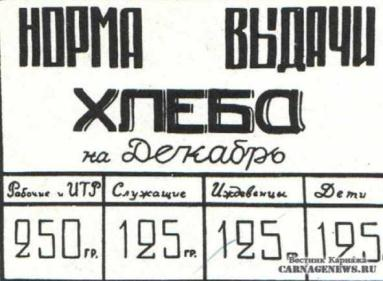 НОРМА ВЫДАЧИ
ХЛЕБА
на Декабрь
Рабочие и ИТР Служащие Иждевенцы Дети
250 гр. 125 гр. 125 г. 125
Вестник Карнажа
CARNAGENEWS.RU